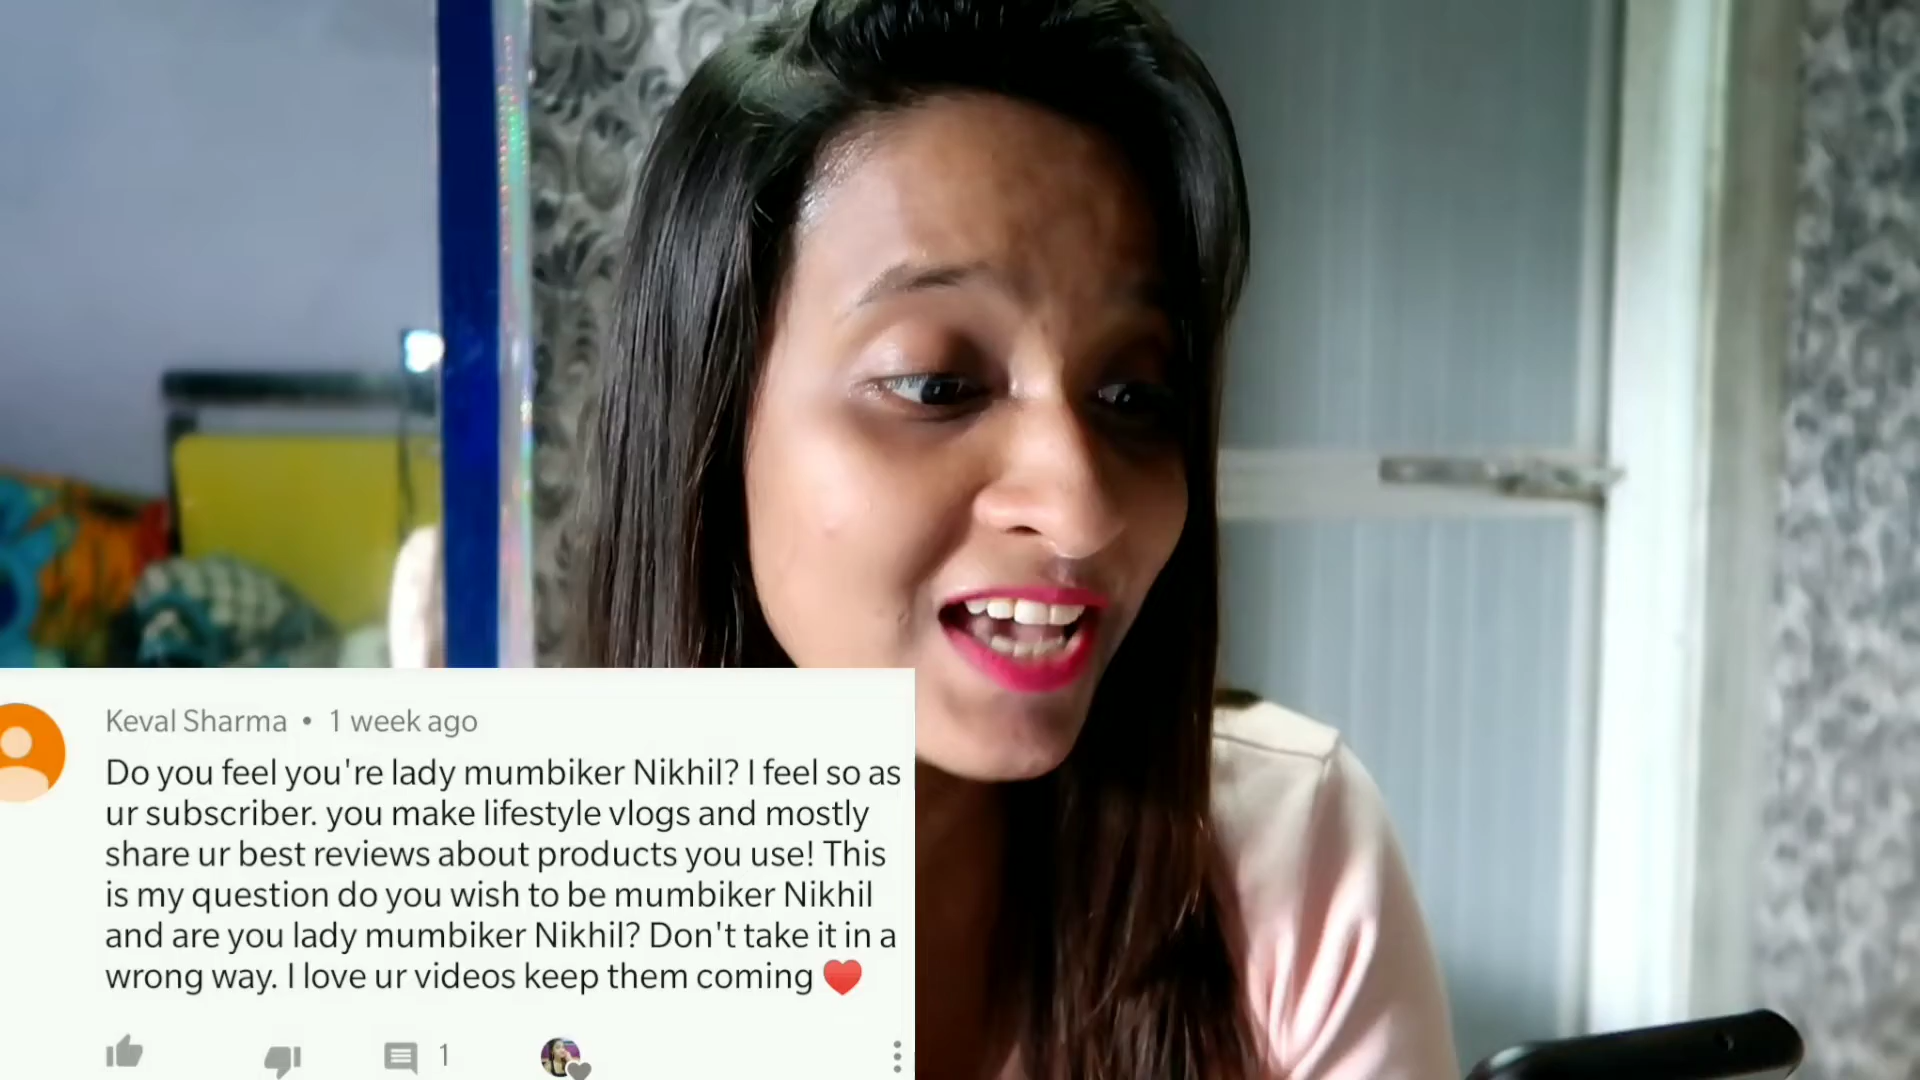 Keval Sharma • 1 week ago
Do you feel you're lady mumbiker Nikhil? I feel so as
ur subscriber. you make lifestyle vlogs and mostly
share ur best reviews about products you use! This
is my question do you wish to be mumbiker Nikhil
and are you lady mumbiker Nikhil? Don't take it in a
wrong way. I love ur videos keep them coming ❤️
1